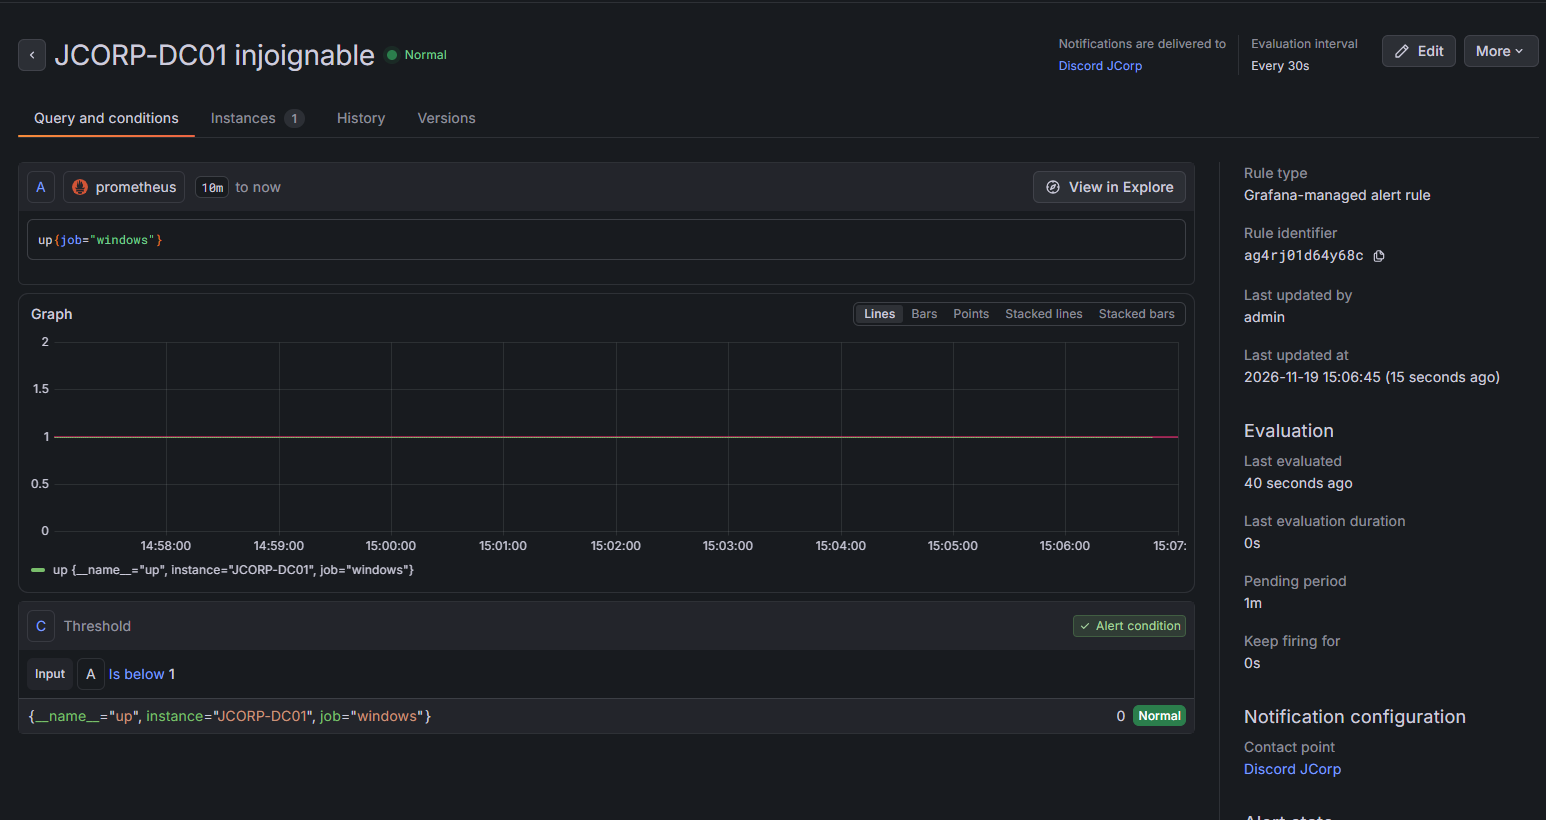 JCORP-DC01 injoignable Normal
Notifications are delivered to
Discord JCorp
Evaluation interval
Every 30s
Edit
More
Query and conditions Instances 1 History Versions
A prometheus 10m to now View in Explore
up{job="windows"}
Graph Lines Bars Points Stacked lines Stacked bars
2
1.5
1
0.5
0
14:58:00 14:59:00 15:00:00 15:01:00 15:02:00 15:03:00 15:04:00 15:05:00 15:06:00 15:07:
up {__name__="up", instance="JCORP-DC01", job="windows"}
C Threshold Alert condition
Input A Is below 1
{__name__="up", instance="JCORP-DC01", job="windows"} 0 Normal
Rule type
Grafana-managed alert rule
Rule identifier
ag4rj01d64y68c
Last updated by
admin
Last updated at
2026-11-19 15:06:45 (15 seconds ago)
Evaluation
Last evaluated
40 seconds ago
Last evaluation duration
0s
Pending period
1m
Keep firing for
0s
Notification configuration
Contact point
Discord JCorp
Alert state